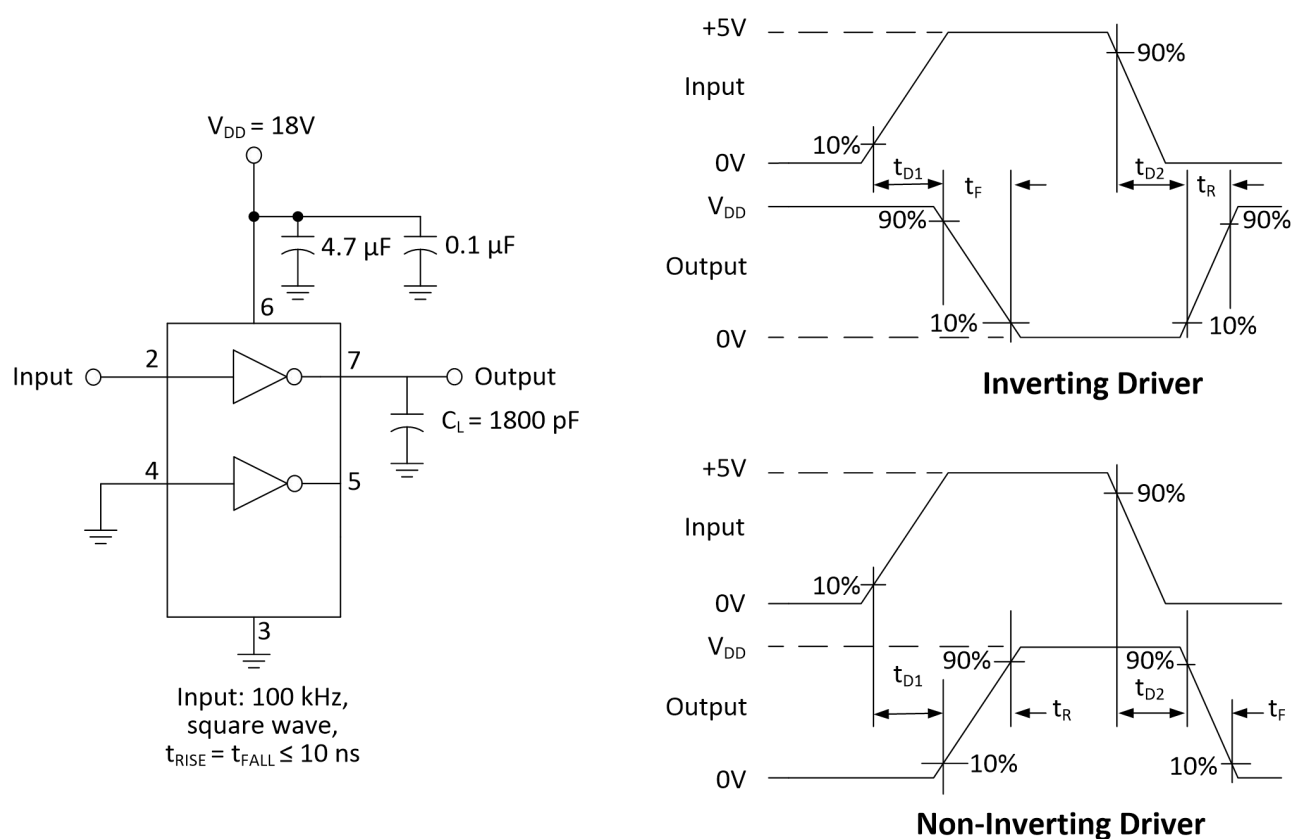 V_DD = 18V
4.7 µF
0.1 µF
6
Input
2
7
Output
C_L = 1800 pF
4
5
3
Input: 100 kHz,
square wave,
t_RISE = t_FALL ≤ 10 ns
+5V
Input
90%
10%
0V
t_D1
t_F
t_D2
t_R
V_DD
90%
90%
Output
10%
10%
0V
Inverting Driver
+5V
90%
Input
10%
0V
V_DD
90%
90%
t_D1
t_D2
Output
t_R
t_F
10%
10%
0V
Non-Inverting Driver